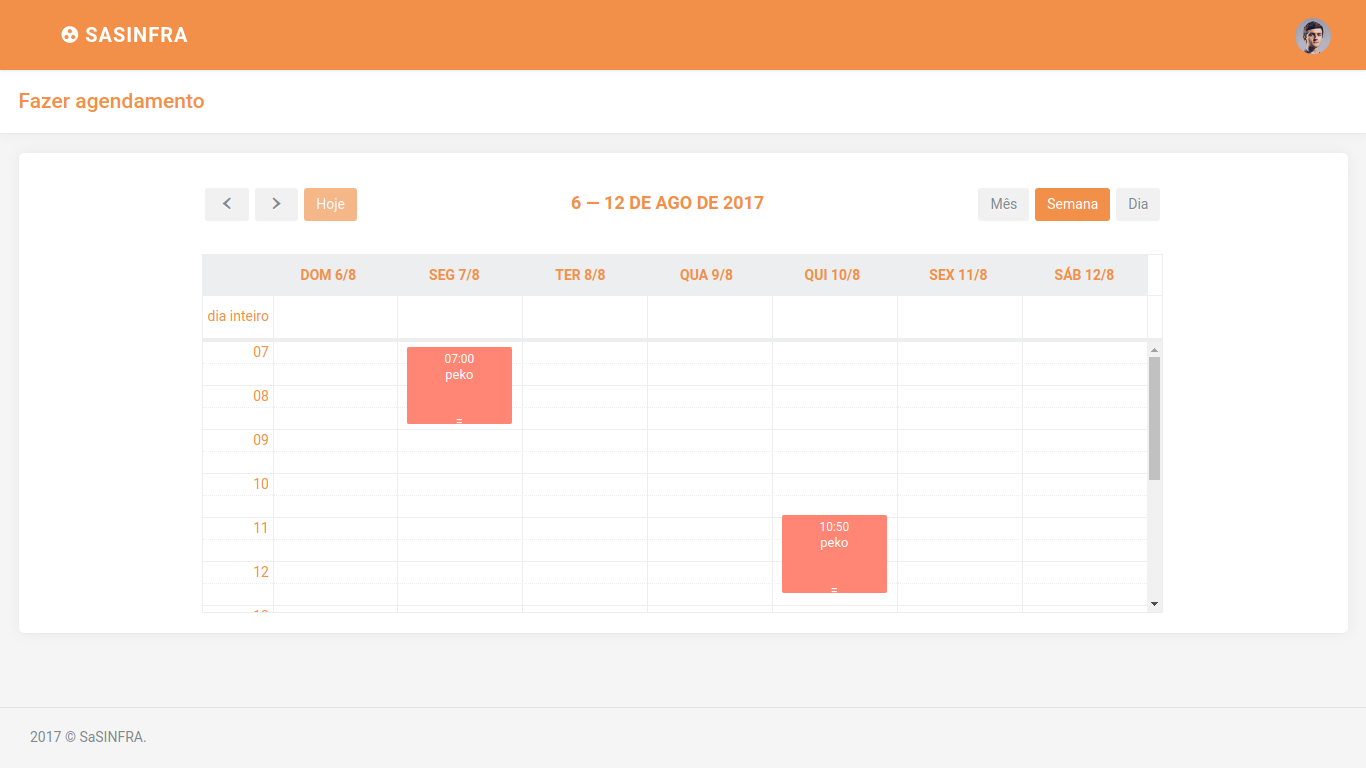 SASINFRA
Fazer agendamento
Hoje
6 — 12 DE AGO DE 2017
Mês Semana Dia
DOM 6/8 SEG 7/8 TER 8/8 QUA 9/8 QUI 10/8 SEX 11/8 SÁB 12/8
dia inteiro
07
07:00
peko
08
09
10
11
10:50
peko
12
2017 © SaSINFRA.